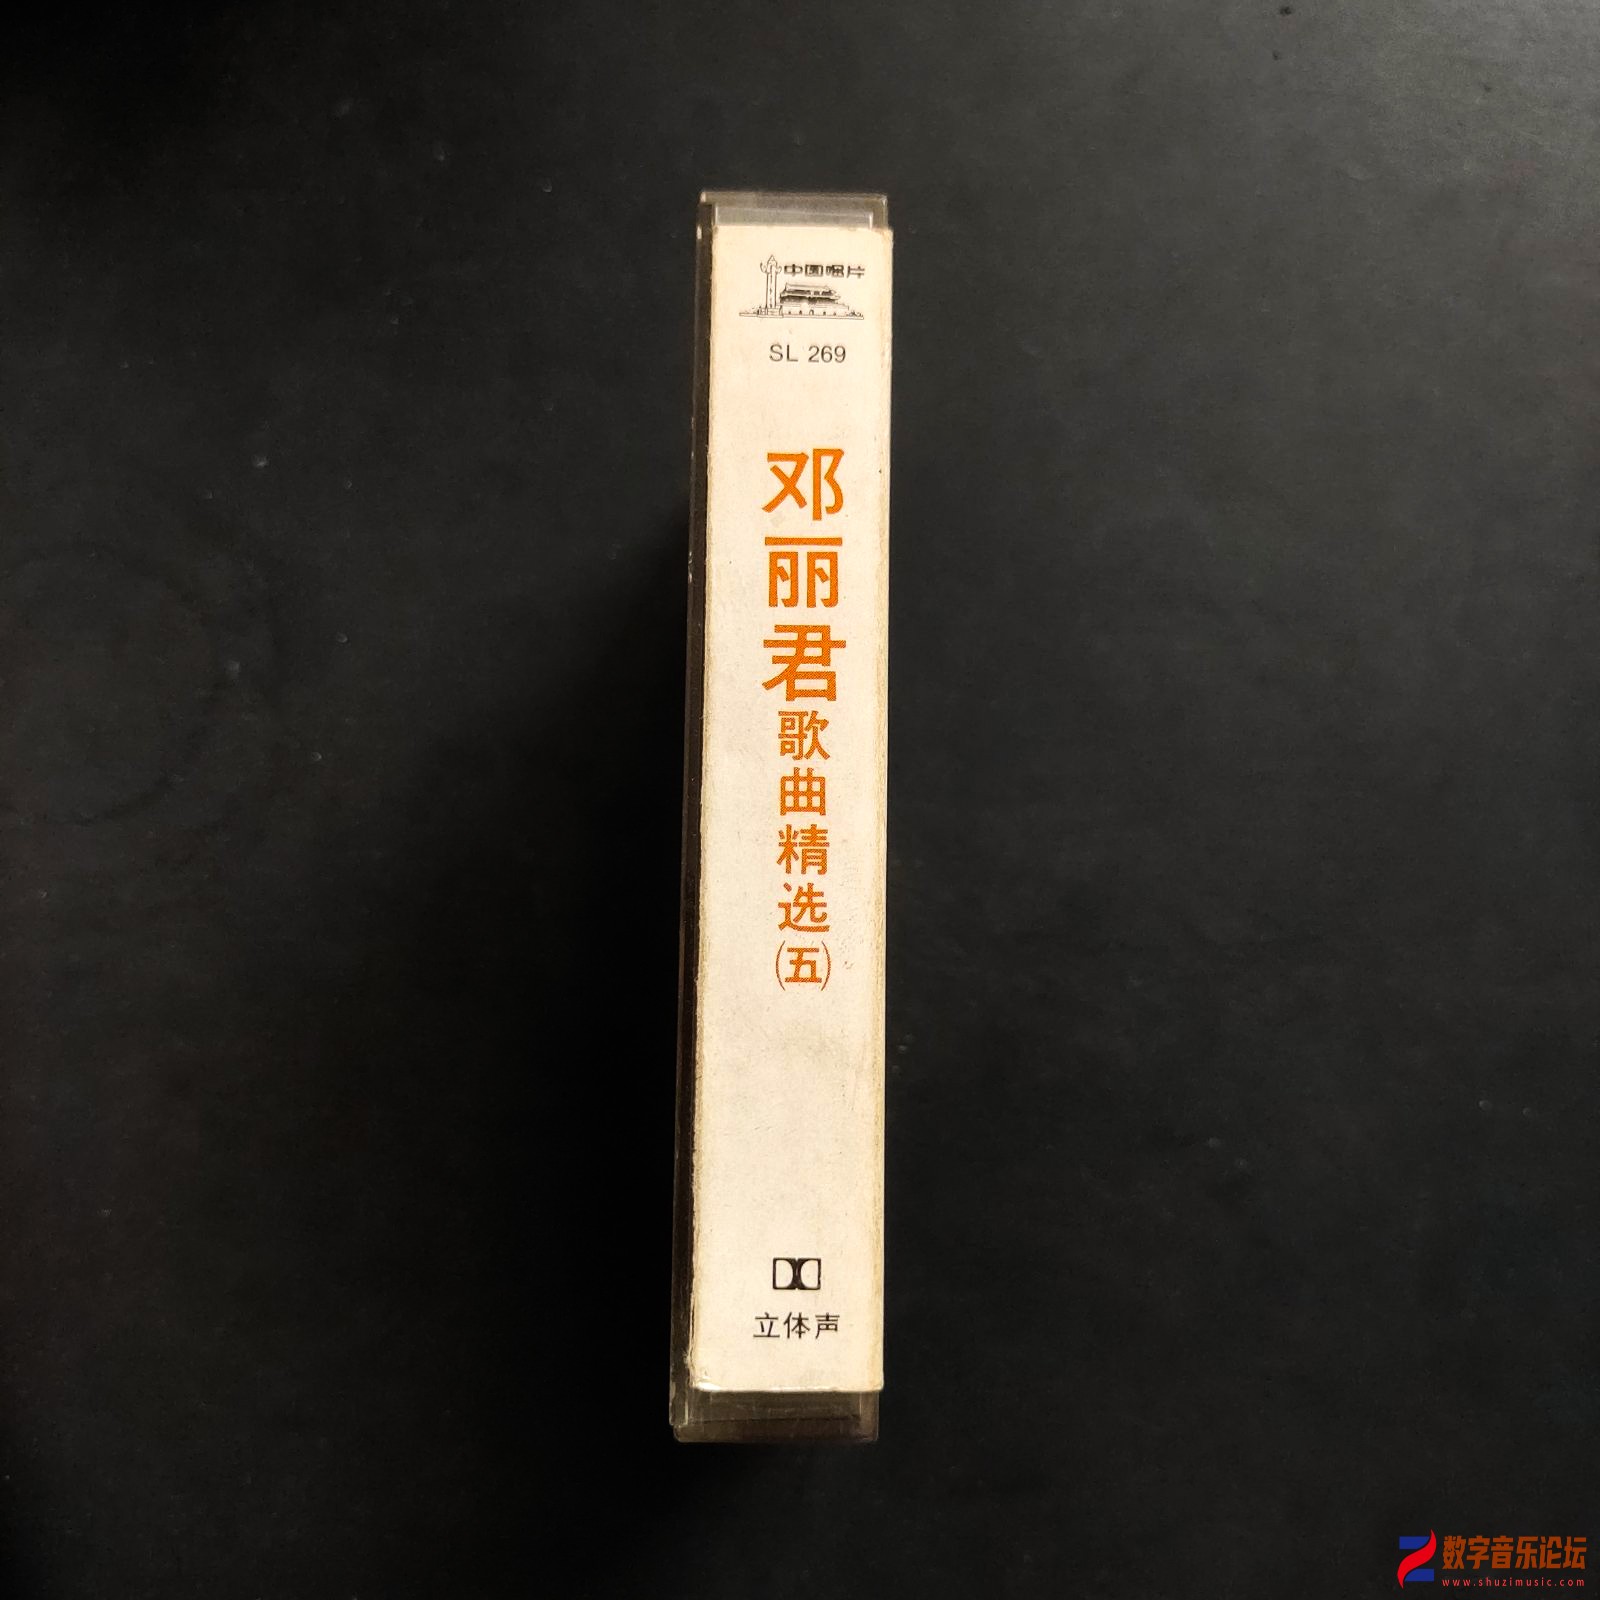 中国唱片
SL 269
邓丽君歌曲精选(五)
立体声
数字音乐论坛
www.shuzimusic.com